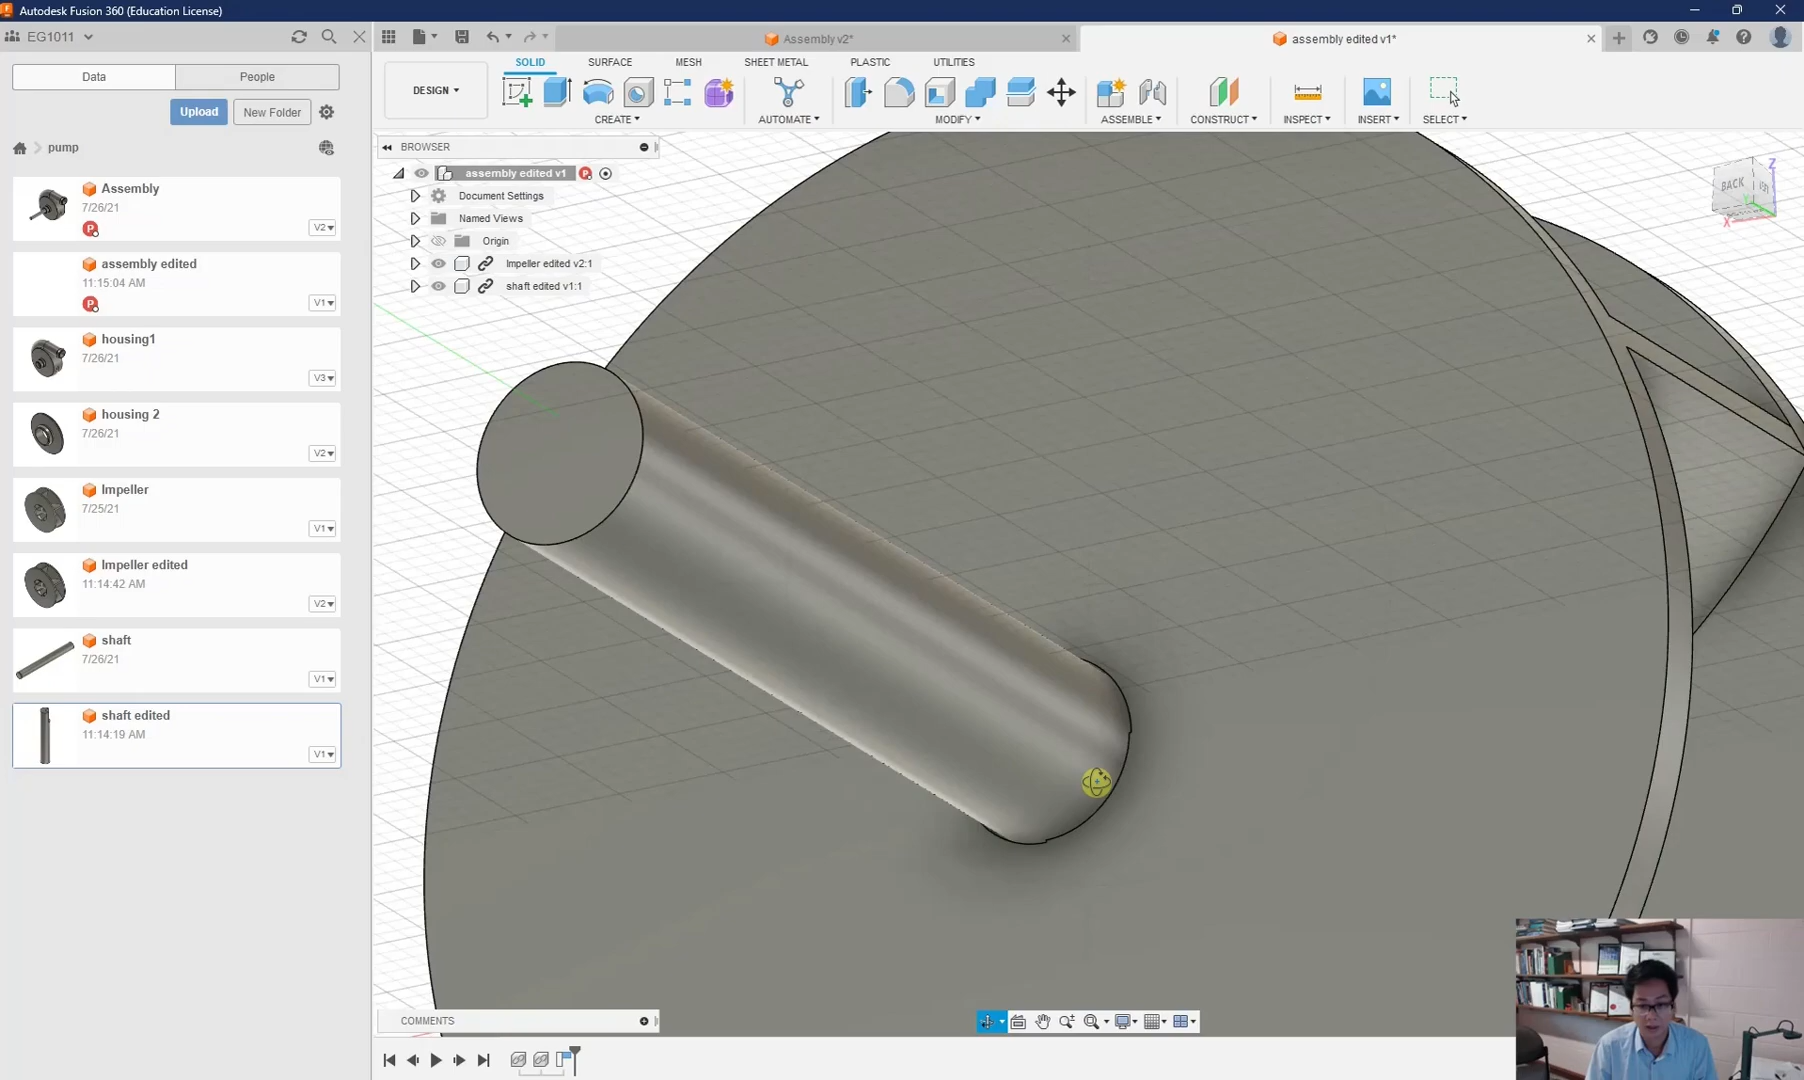 Autodesk Fusion 360 (Education License)
EG1011
Assembly v2*
assembly edited v1*
Data
People
SOLID
SURFACE
MESH
SHEET METAL
PLASTIC
UTILITIES
DESIGN
Upload
New Folder
CREATE
AUTOMATE
MODIFY
ASSEMBLE
CONSTRUCT
INSPECT
INSERT
SELECT
pump
BROWSER
assembly edited v1
P
Document Settings
Named Views
Origin
Impeller edited v2:1
shaft edited v1:1
BACK
LEFT
Z
Y
X
Assembly
7/26/21
P
V2
assembly edited
11:15:04 AM
P
V1
housing1
7/26/21
V3
housing 2
7/26/21
V2
Impeller
7/25/21
V1
Impeller edited
11:14:42 AM
V2
shaft
7/26/21
V1
shaft edited
11:14:19 AM
V1
COMMENTS